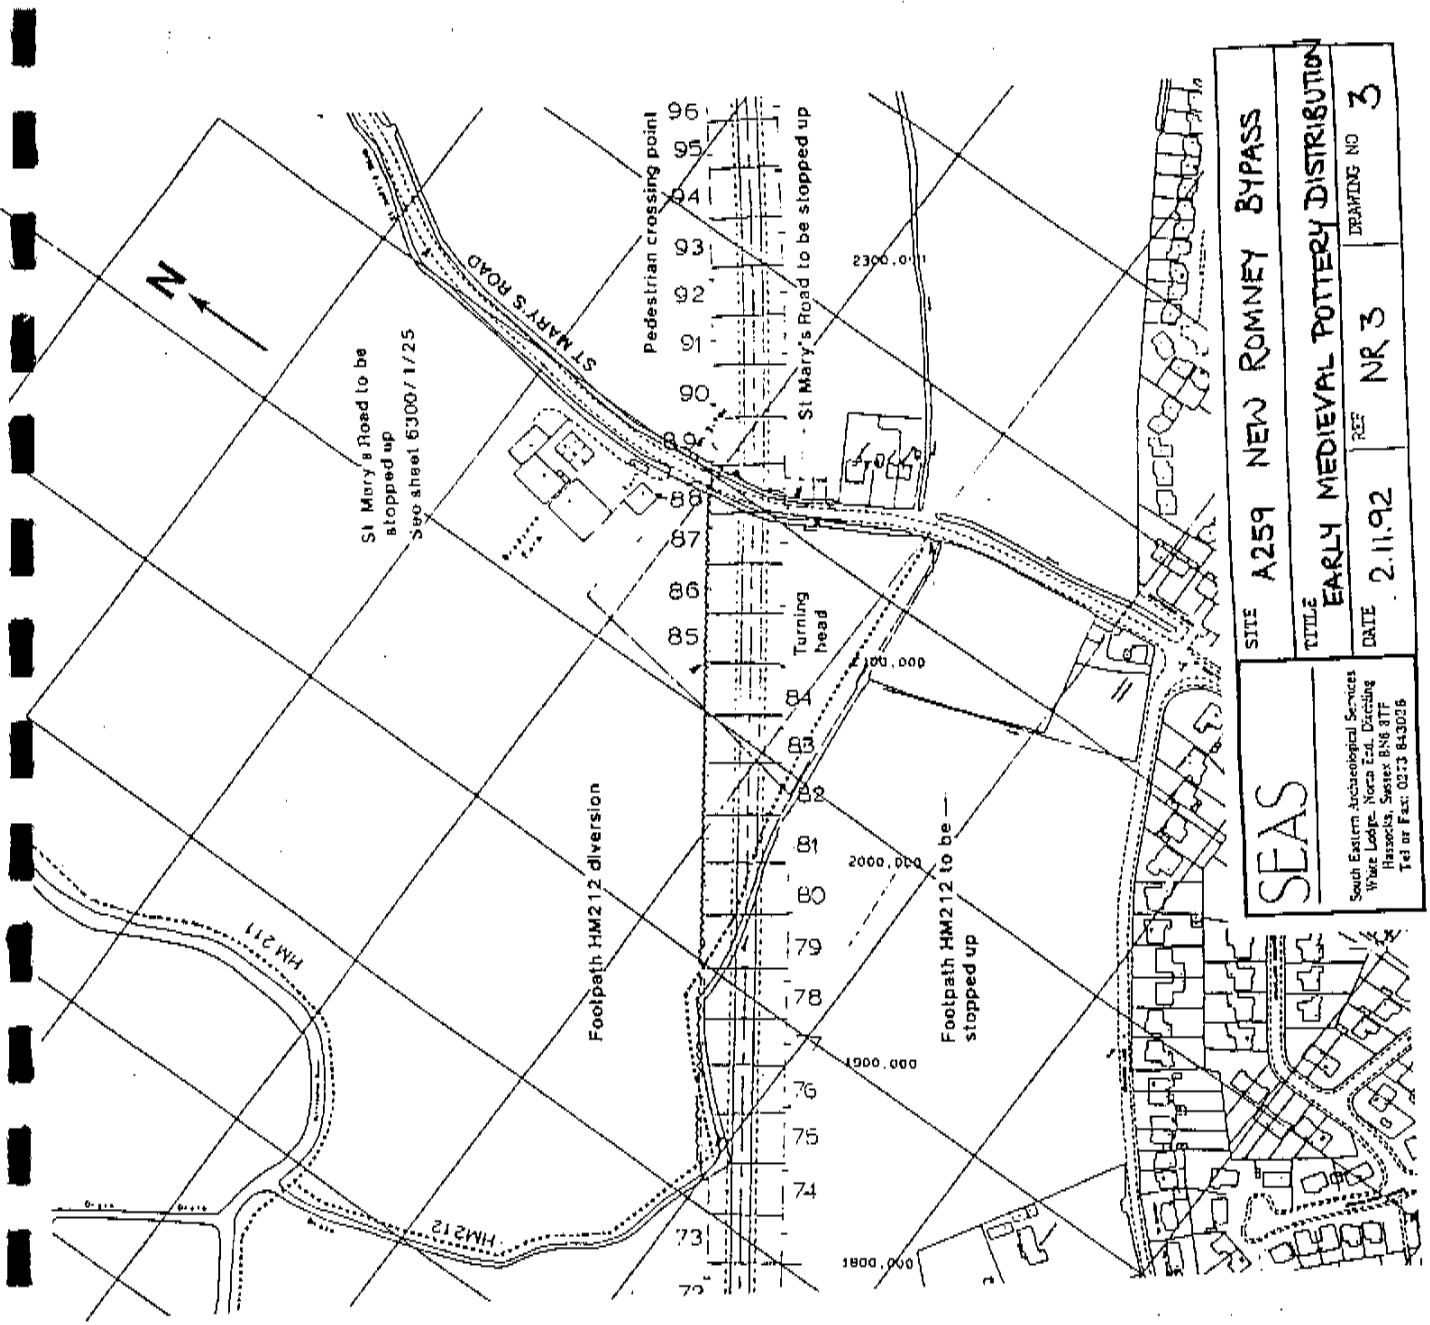 N
St Mary's Road to be
stopped up
See sheet 6300/1/25
ST MARY'S ROAD
Pedestrian crossing point
St Mary's Road to be stopped up
96
95
94
93
92
91
90
89
88
87
86
85
84
83
82
81
80
79
78
77
76
75
74
73
72
Turning
head
2300.000
2100.000
2000.000
1900.000
1800.000
HM 211
HM212
Footpath HM212 diversion
Footpath HM212 to be
stopped up
SEAS
South Eastern Archaeological Services
White Lodge, North End, Ditchling
Hassocks, Sussex BN6 8TF
Tel or Fax: 0273 843026
SITE A259 NEW ROMNEY BYPASS
TITLE EARLY MEDIEVAL POTTERY DISTRIBUTION
DATE 2.11.92
REF NR 3
DRAWING NO 3